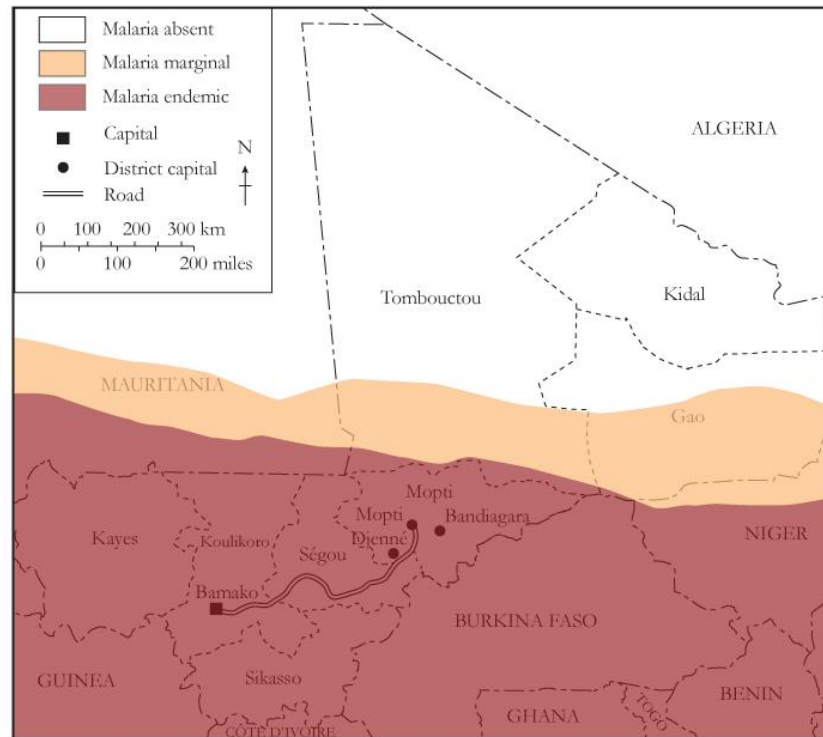 Malaria absent
Malaria marginal
Malaria endemic
Capital
N
District capital
Road
0 100 200 300 km
0 100 200 miles
ALGERIA
Tombouctou
Kidal
MAURITANIA
Gao
Mopti
Mopti
Bandiagara
Djenné
Kayes
Koulikoro
Ségou
NIGER
Bamako
BURKINA FASO
GUINEA
Sikasso
BENIN
GHANA
TOGO
CÔTE D'IVOIRE